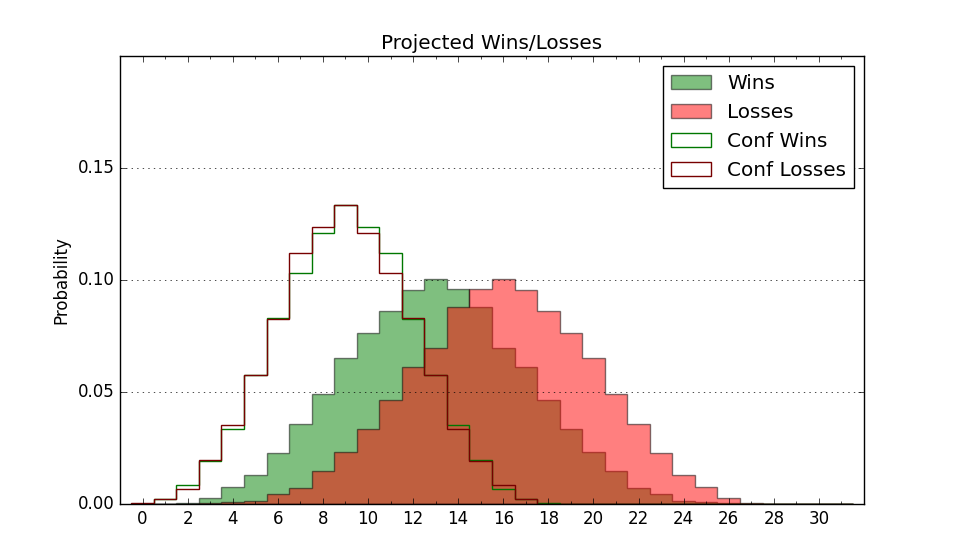 Projected Wins/Losses
Wins
Losses
Conf Wins
Conf Losses
Probability
0.15
0.10
0.05
0.00
0 2 4 6 8 10 12 14 16 18 20 22 24 26 28 30